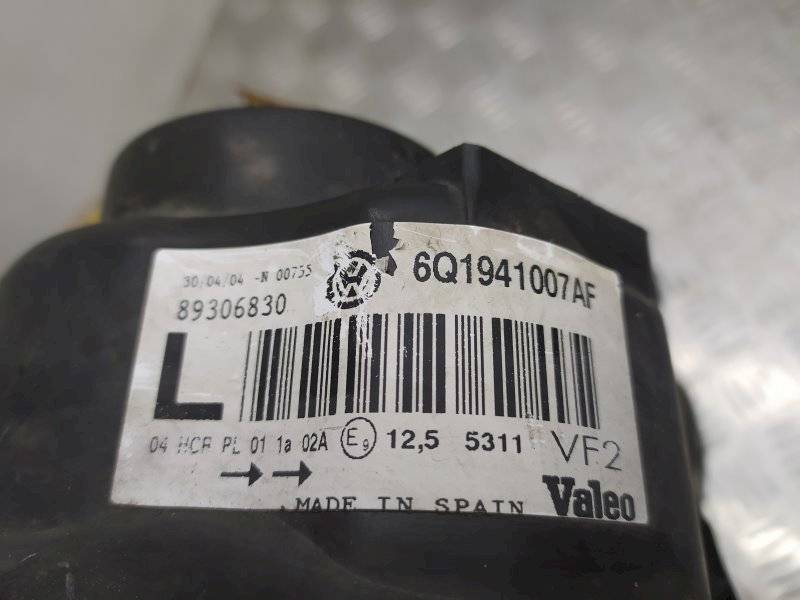 30/04/04 -N 00755
89306830
6Q1941007AF
L
04 HCR PL 01 1a 02A E9 12,5 5311 VF2
MADE IN SPAIN
Valeo